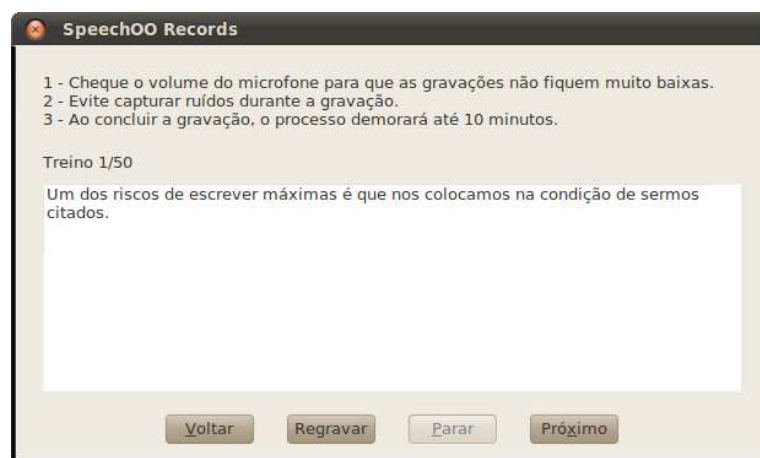 SpeechOO Records
1 - Cheque o volume do microfone para que as gravações não fiquem muito baixas.
2 - Evite capturar ruídos durante a gravação.
3 - Ao concluir a gravação, o processo demorará até 10 minutos.
Treino 1/50
Um dos riscos de escrever máximas é que nos colocamos na condição de sermos
citados.
Voltar Regravar Parar Próximo